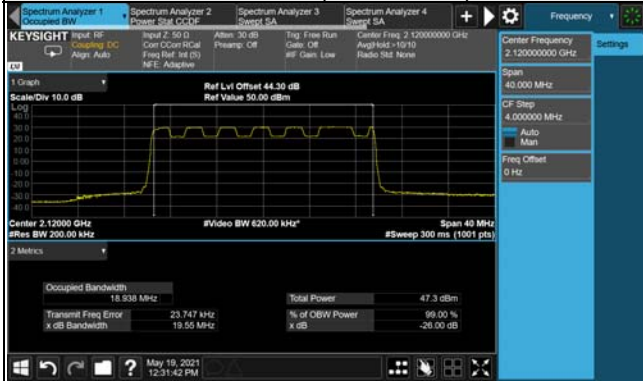 Spectrum Analyzer 1
Occupied BW
Spectrum Analyzer 2
Power Stat CCDF
Spectrum Analyzer 3
Swept SA
Spectrum Analyzer 4
Swept SA
+
Frequency
KEYSIGHT
Input: RF
Coupling: DC
Align: Auto
Input Z: 50 Ω
Corr CCorr RCal
Freq Ref: Int (S)
NFE: Adaptive
Atten: 30 dB
Preamp: Off
Trig: Free Run
Gate: Off
#IF Gain: Low
Center Freq: 2.120000000 GHz
Avg|Hold:>10/10
Radio Std: None
LXI
1 Graph
Scale/Div 10.0 dB
Ref Lvl Offset 44.30 dB
Ref Value 50.00 dBm
Log
40.0
30.0
20.0
10.0
0.00
-10.0
-20.0
-30.0
-40.0
Center 2.12000 GHz
#Res BW 200.00 kHz
#Video BW 620.00 kHz*
Span 40 MHz
#Sweep 300 ms (1001 pts)
2 Metrics
Occupied Bandwidth
18.938 MHz
Total Power 47.3 dBm
Transmit Freq Error 23.747 kHz
% of OBW Power 99.00 %
x dB Bandwidth 19.55 MHz
x dB -26.00 dB
Center Frequency
2.120000000 GHz
Settings
Span
40.000 MHz
CF Step
4.000000 MHz
Auto
Man
Freq Offset
0 Hz
?
May 19, 2021
12:31:42 PM